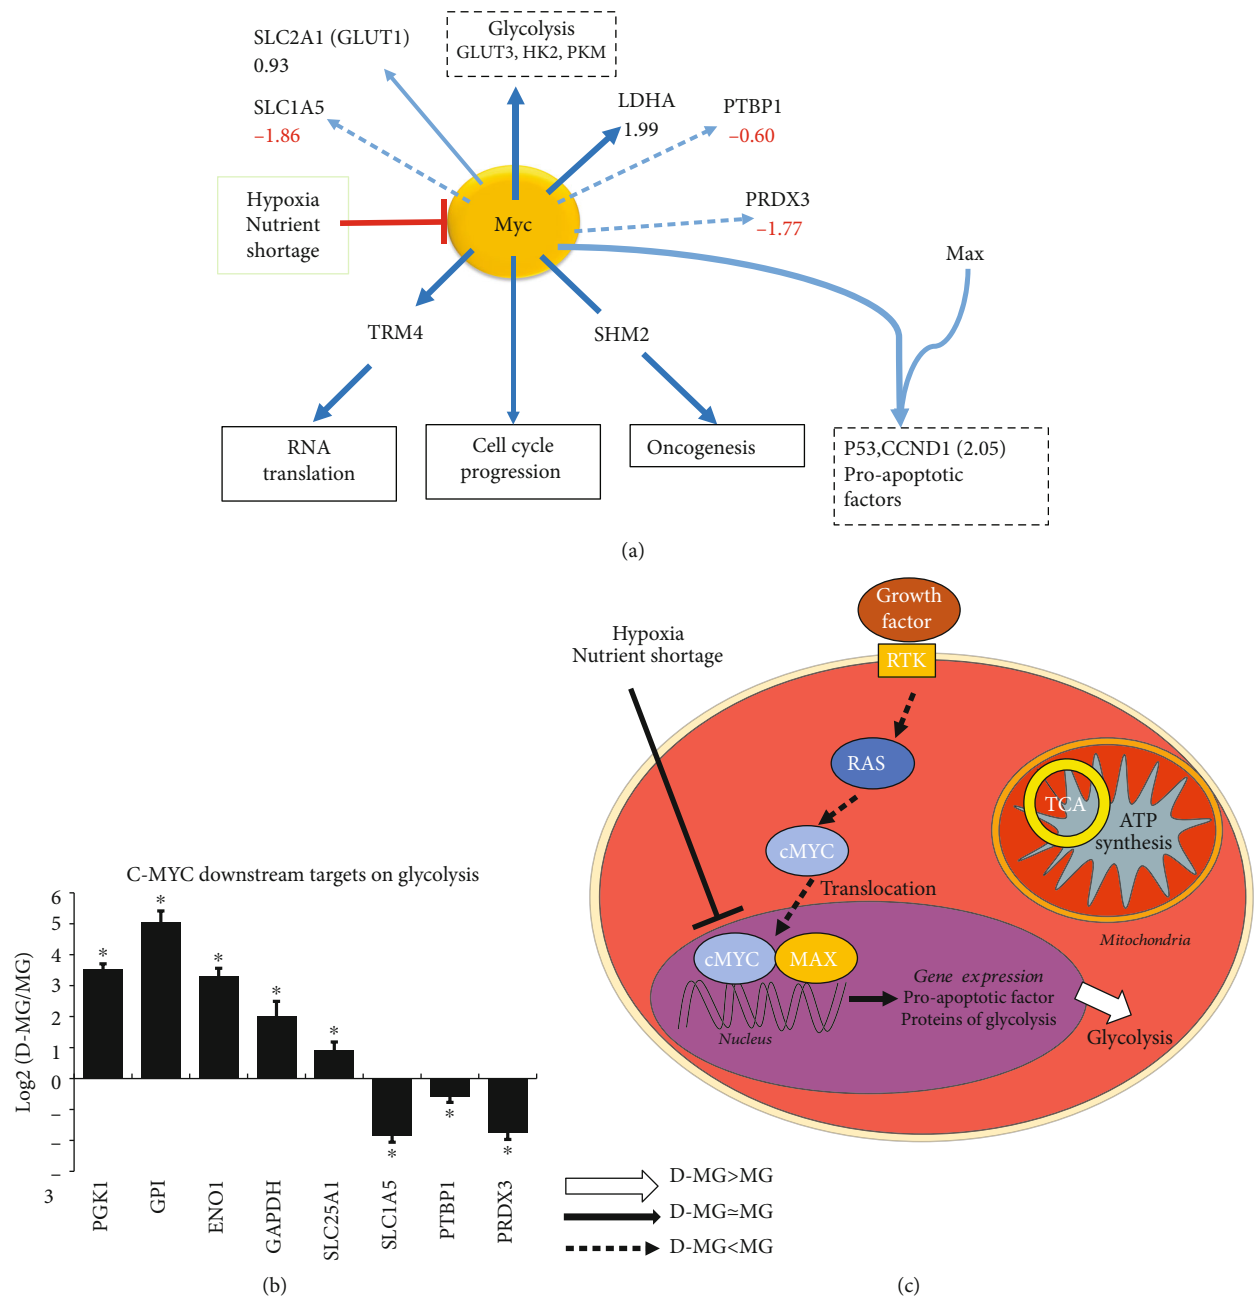 SLC2A1 (GLUT1)
0.93
Glycolysis
GLUT3, HK2, PKM
SLC1A5
–1.86
LDHA
1.99
PTBP1
–0.60
Hypoxia
Nutrient
shortage
Myc
PRDX3
–1.77
Max
TRM4
SHM2
RNA
translation
Cell cycle
progression
Oncogenesis
P53,CCND1 (2.05)
Pro-apoptotic
factors
(a)
C-MYC downstream targets on glycolysis
Log2 (D-MG/MG)
6
5
4
3
2
1
0
–
–
–
3
*
*
*
*
*
*
*
*
PGK1
GPI
ENO1
GAPDH
SLC25A1
SLC1A5
PTBP1
PRDX3
(b)
Growth
factor
RTK
Hypoxia
Nutrient shortage
RAS
cMYC
Translocation
TCA
ATP
synthesis
Mitochondria
cMYC
MAX
Gene expression
Pro-apoptotic factor
Proteins of glycolysis
Nucleus
Glycolysis
D-MG>MG
D-MG≃MG
D-MG<MG
(c)